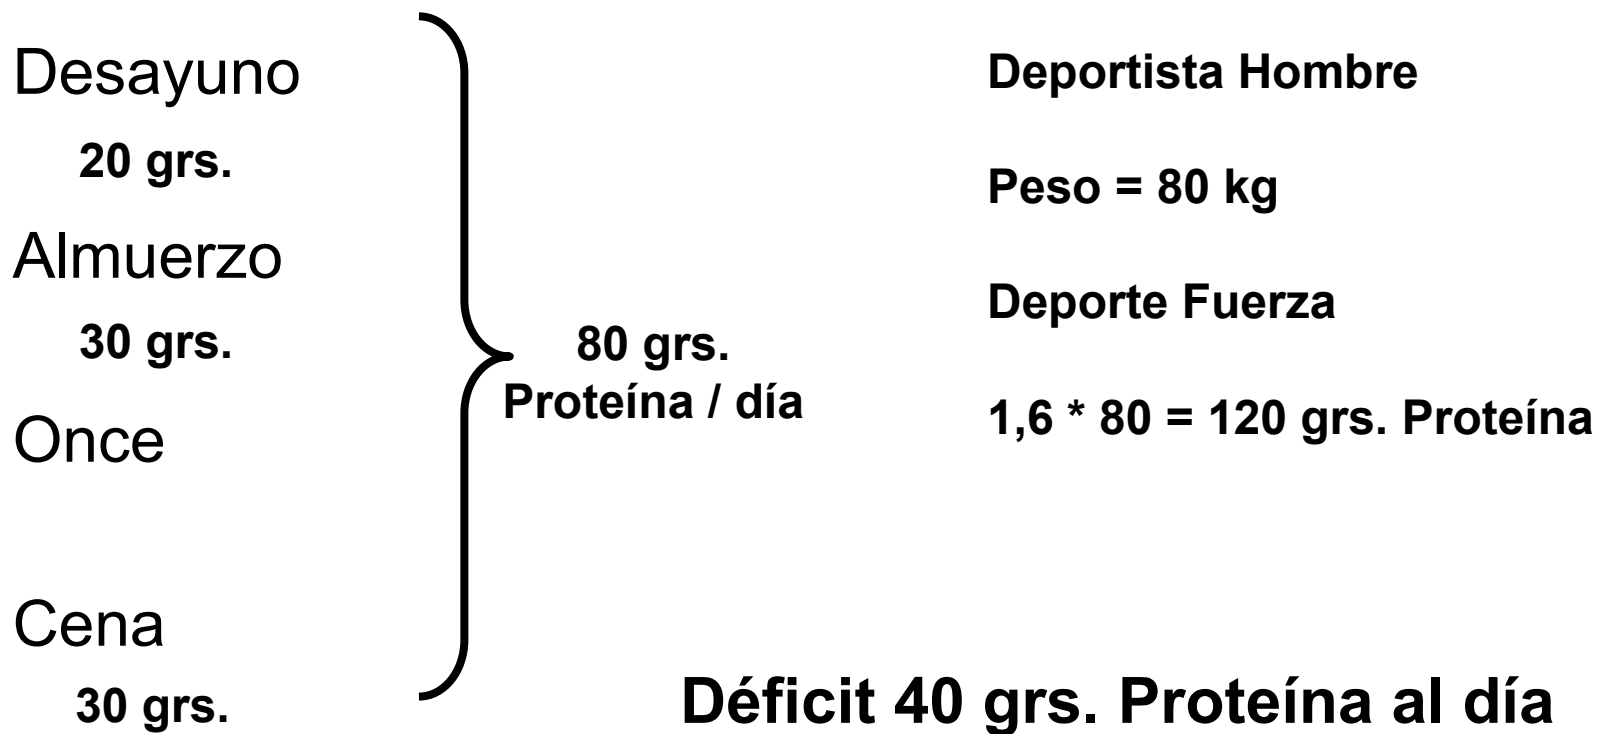 Desayuno
20 grs.
Almuerzo
30 grs.
Once
Cena
30 grs.
80 grs.
Proteína / día
Deportista Hombre
Peso = 80 kg
Deporte Fuerza
1,6 * 80 = 120 grs. Proteína
Déficit 40 grs. Proteína al día